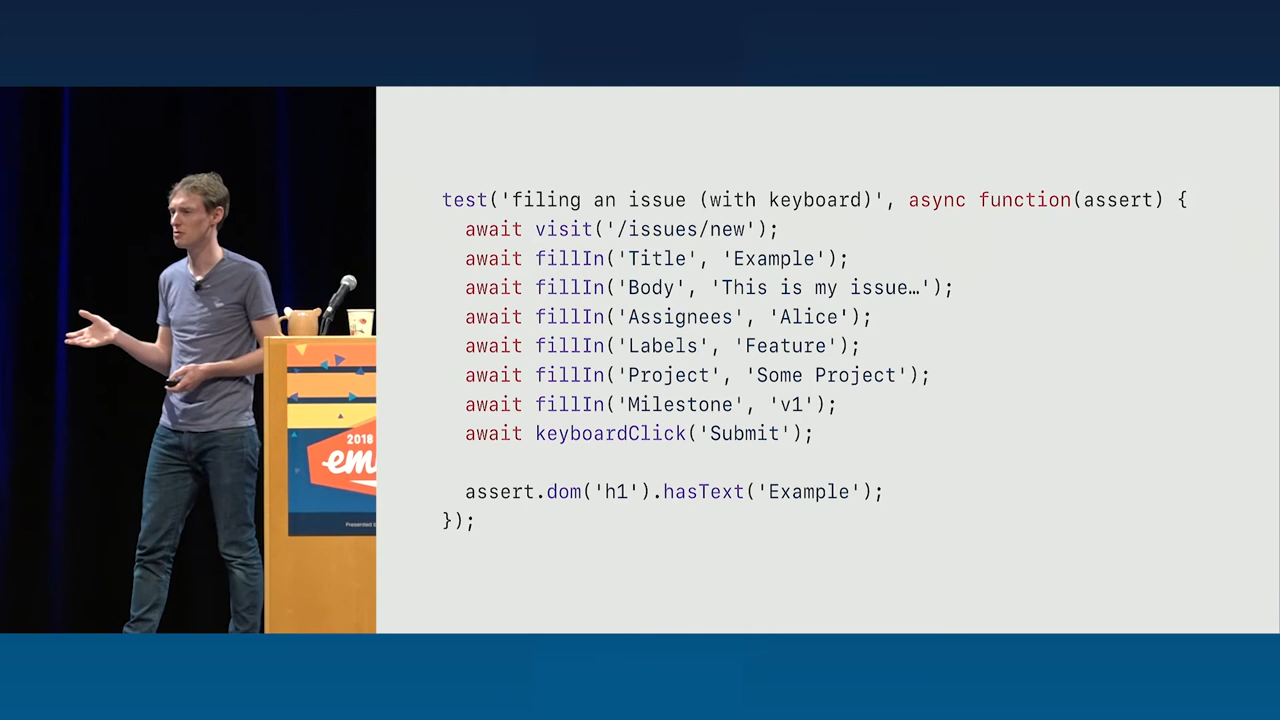 test('filing an issue (with keyboard)', async function(assert) {
  await visit('/issues/new');
  await fillIn('Title', 'Example');
  await fillIn('Body', 'This is my issue…');
  await fillIn('Assignees', 'Alice');
  await fillIn('Labels', 'Feature');
  await fillIn('Project', 'Some Project');
  await fillIn('Milestone', 'v1');
  await keyboardClick('Submit');
  assert.dom('h1').hasText('Example');
});
2018
em
Presented